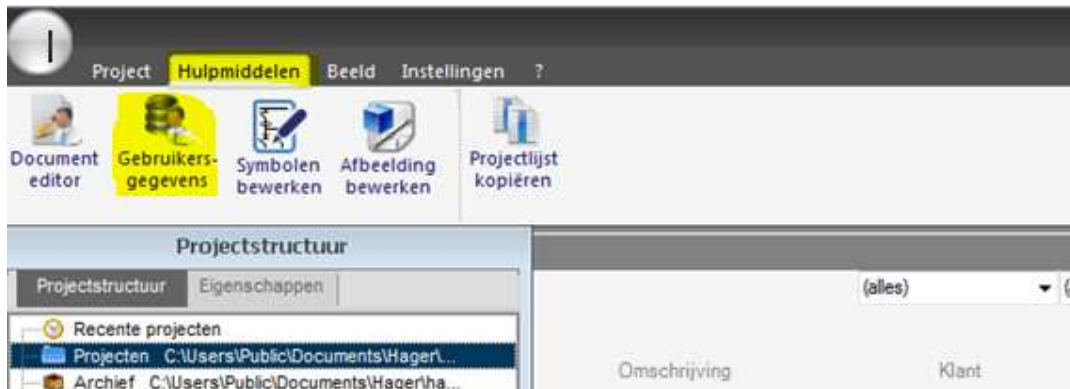 Project Hulpmiddelen Beeld Instellingen ?
Document editor
Gebruikers-gegevens
Symbolen bewerken
Afbeelding bewerken
Projectlijst kopiëren
Projectstructuur
Projectstructuur Eigenschappen
(alles)
Recente projecten
Projecten C:\Users\Public\Documents\Hager\...
Omschrijving Klant
Archief C:\Users\Public\Documents\Hager\ha...